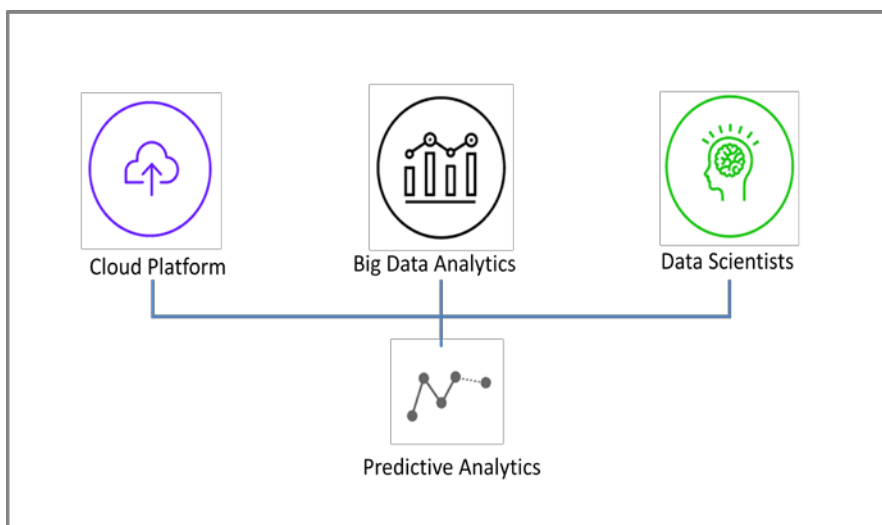 Cloud Platform
Big Data Analytics
Data Scientists
Predictive Analytics